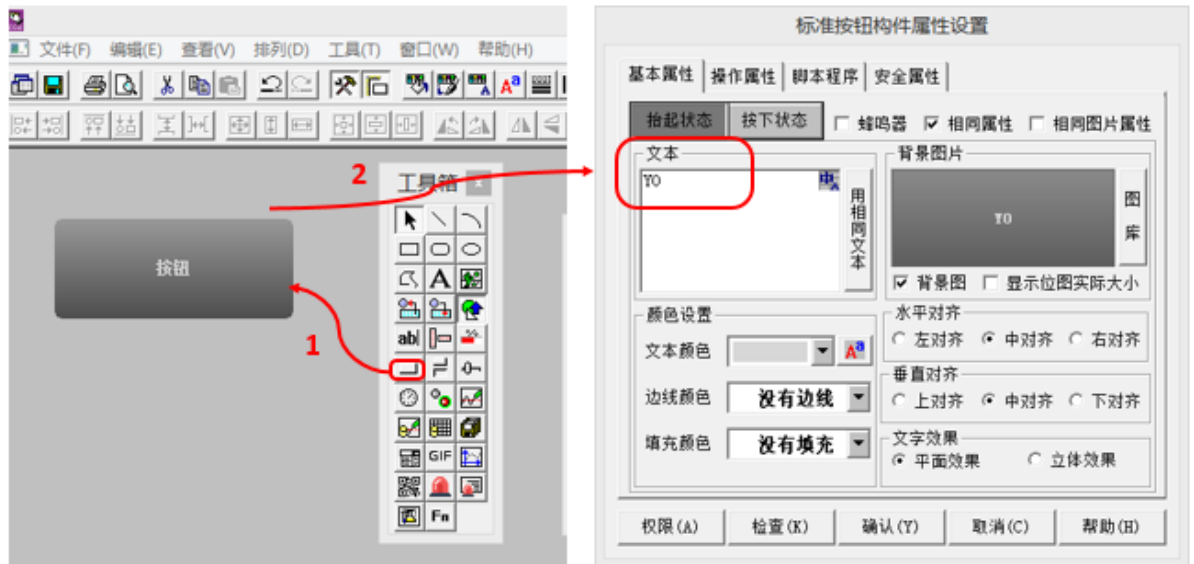 文件(F) 编辑(E) 查看(V) 排列(D) 工具(T) 窗口(W) 帮助(H)
2
工具箱
按钮
1
A
ab|
GIF
Fn
标准按钮构件属性设置
基本属性 操作属性 脚本程序 安全属性
抬起状态 按下状态 蜂鸣器 相同属性 相同图片属性
文本
YO
用相同文本
背景图片
YO
图库
背景图 显示位图实际大小
颜色设置
文本颜色
边线颜色 没有边线
填充颜色 没有填充
水平对齐
左对齐 中对齐 右对齐
垂直对齐
上对齐 中对齐 下对齐
文字效果
平面效果 立体效果
权限(A) 检查(K) 确认(Y) 取消(C) 帮助(H)